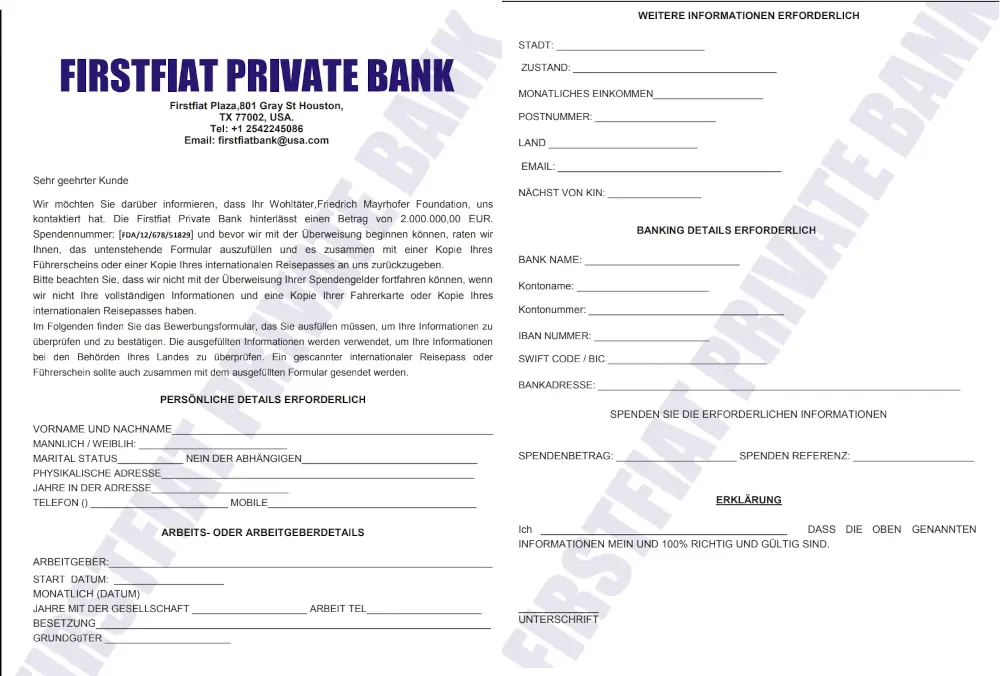 FIRSTFIAT PRIVATE BANK
Firstfiat Plaza,801 Gray St Houston,
TX 77002, USA.
Tel: +1 2542245086
Email: firstfiatbank@usa.com
Sehr geehrter Kunde
Wir möchten Sie darüber informieren, dass Ihr Wohltäter,Friedrich Mayrhofer Foundation, uns
kontaktiert hat. Die Firstfiat Private Bank hinterlässt einen Betrag von 2.000.000,00 EUR.
Spendennummer: [FDA/12/678/51829] und bevor wir mit der Überweisung beginnen können, raten wir
Ihnen, das untenstehende Formular auszufüllen und es zusammen mit einer Kopie Ihres
Führerscheins oder einer Kopie Ihres internationalen Reisepasses an uns zurückzugeben.
Bitte beachten Sie, dass wir nicht mit der Überweisung Ihrer Spendengelder fortfahren können, wenn
wir nicht Ihre vollständigen Informationen und eine Kopie Ihrer Fahrerkarte oder Kopie Ihres
internationalen Reisepasses haben.
Im Folgenden finden Sie das Bewerbungsformular, das Sie ausfüllen müssen, um Ihre Informationen zu
überprüfen und zu bestätigen. Die ausgefüllten Informationen werden verwendet, um Ihre Informationen
bei den Behörden Ihres Landes zu überprüfen. Ein gescannter internationaler Reisepass oder
Führerschein sollte auch zusammen mit dem ausgefüllten Formular gesendet werden.
PERSÖNLICHE DETAILS ERFORDERLICH
VORNAME UND NACHNAME
MANNLICH / WEIBLIH:
MARITAL STATUS NEIN DER ABHÄNGIGEN
PHYSIKALISCHE ADRESSE
JAHRE IN DER ADRESSE
TELEFON () MOBILE
ARBEITS- ODER ARBEITGEBERDETAILS
ARBEITGEBER:
START DATUM:
MONATLICH (DATUM)
JAHRE MIT DER GESELLSCHAFT ARBEIT TEL
BESETZUNG
GRUNDGüTER
WEITERE INFORMATIONEN ERFORDERLICH
STADT:
ZUSTAND:
MONATLICHES EINKOMMEN
POSTNUMMER:
LAND
EMAIL:
NÄCHST VON KIN:
BANKING DETAILS ERFORDERLICH
BANK NAME:
Kontoname:
Kontonummer:
IBAN NUMMER:
SWIFT CODE / BIC
BANKADRESSE:
SPENDEN SIE DIE ERFORDERLICHEN INFORMATIONEN
SPENDENBETRAG: SPENDEN REFERENZ:
ERKLÄRUNG
Ich DASS DIE OBEN GENANNTEN
INFORMATIONEN MEIN UND 100% RICHTIG UND GÜLTIG SIND.
UNTERSCHRIFT
FIRSTFIAT PRIVATE BANK
FIRSTFIAT PRIVATE BANK